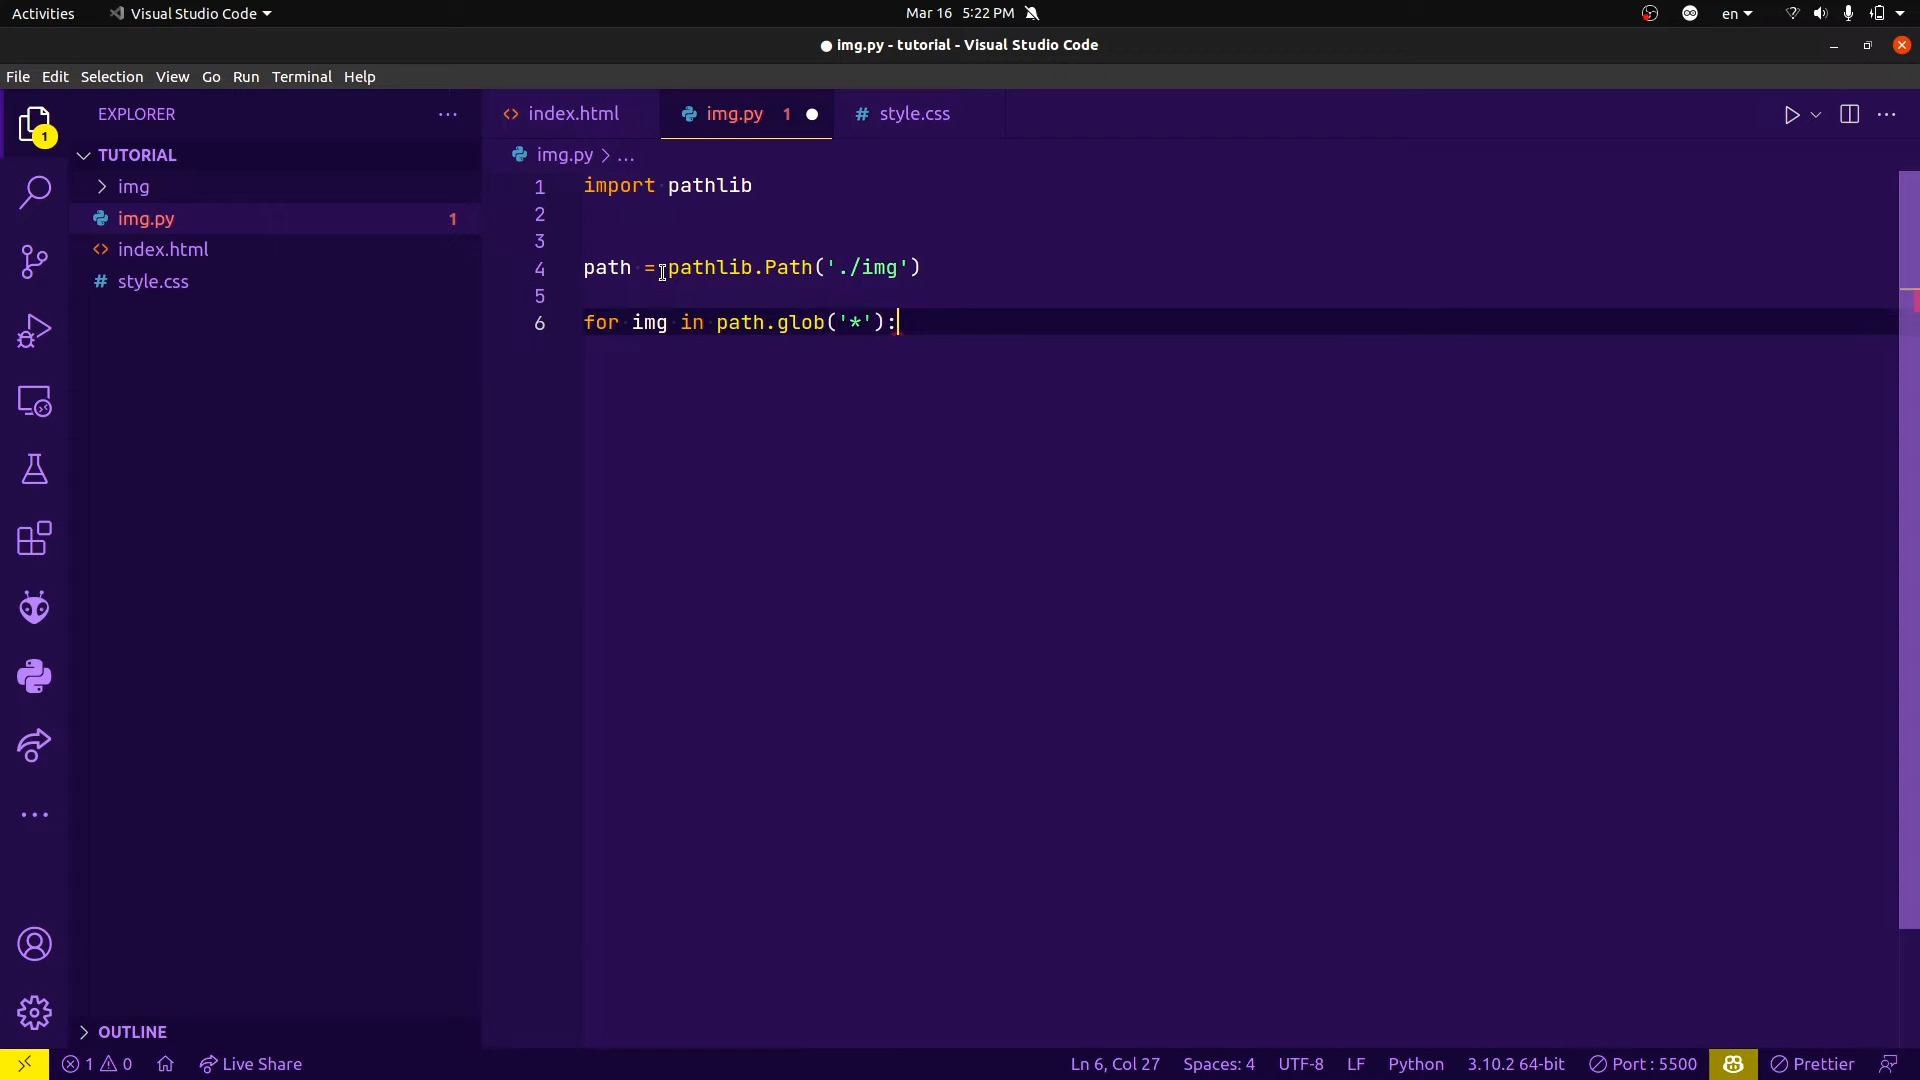 Activities Visual Studio Code Mar 16 5:22 PM en
● img.py - tutorial - Visual Studio Code
File Edit Selection View Go Run Terminal Help
EXPLORER ... index.html img.py 1 style.css ...
TUTORIAL
img.py > ...
img
img.py 1
index.html
style.css
1 import pathlib
2
3
4 path = pathlib.Path('./img')
5
6 for img in path.glob('*'):
1
OUTLINE
1 0 Live Share Ln 6, Col 27 Spaces: 4 UTF-8 LF Python 3.10.2 64-bit Port : 5500 Prettier